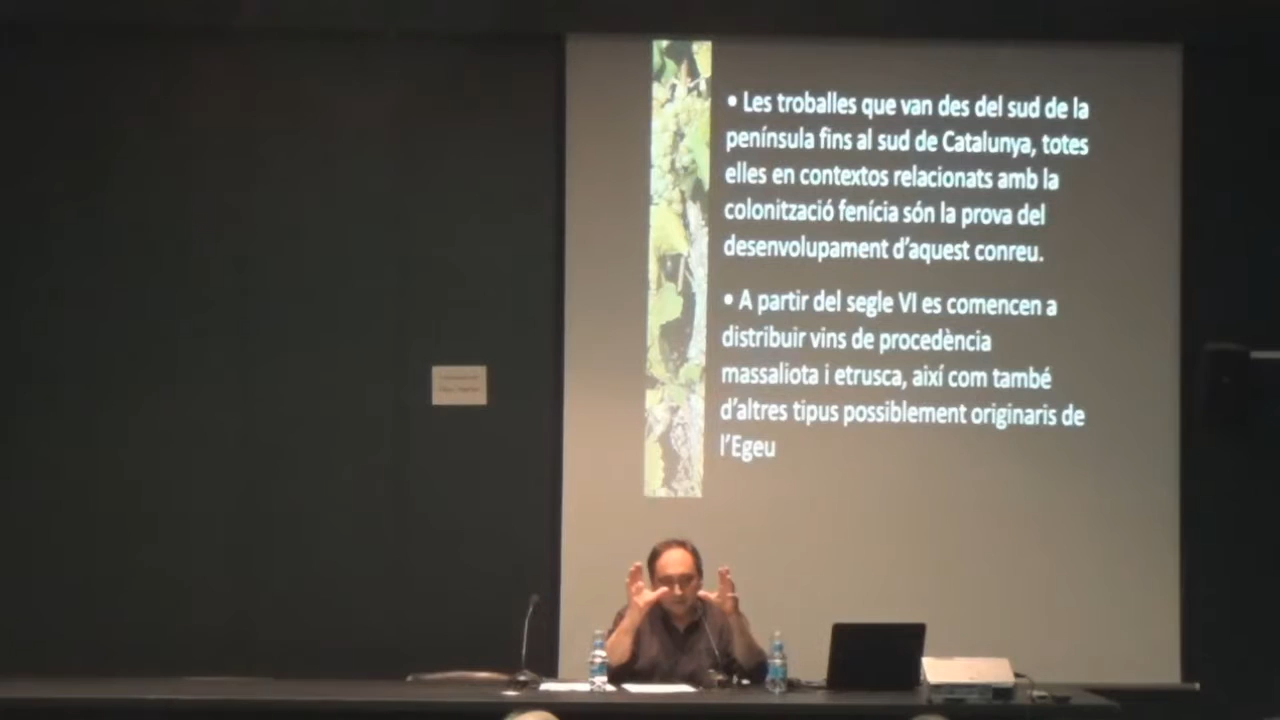 • Les troballes que van des del sud de la
península fins al sud de Catalunya, totes
elles en contextos relacionats amb la
colonització fenícia són la prova del
desenvolupament d'aquest conreu.
• A partir del segle VI es comencen a
distribuir vins de procedència
massaliota i etrusca, així com també
d'altres tipus possiblement originaris de
l'Egeu